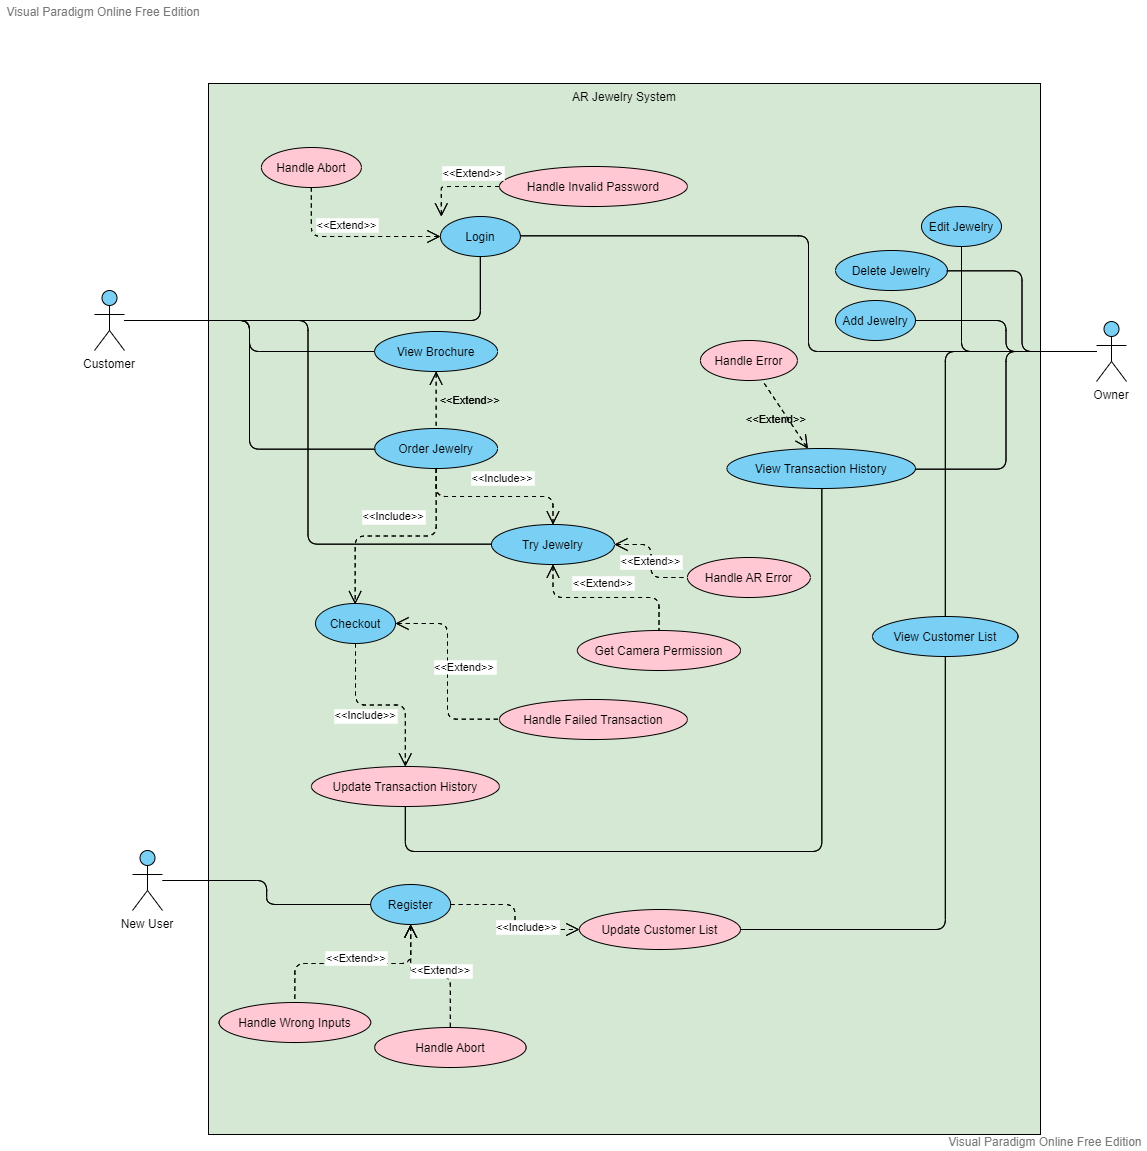 Visual Paradigm Online Free Edition
AR Jewelry System
Handle Abort
<<Extend>>
Handle Invalid Password
<<Extend>>
Login
Edit Jewelry
Delete Jewelry
Add Jewelry
Customer
View Brochure
Handle Error
Owner
<<Extend>>
<<Extend>>
Order Jewelry
View Transaction History
<<Include>>
<<Include>>
Try Jewelry
<<Extend>>
Handle AR Error
<<Extend>>
Checkout
View Customer List
Get Camera Permission
<<Extend>>
<<Include>>
Handle Failed Transaction
Update Transaction History
New User
Register
<<Include>>
Update Customer List
<<Extend>>
<<Extend>>
Handle Wrong Inputs
Handle Abort
Visual Paradigm Online Free Edition